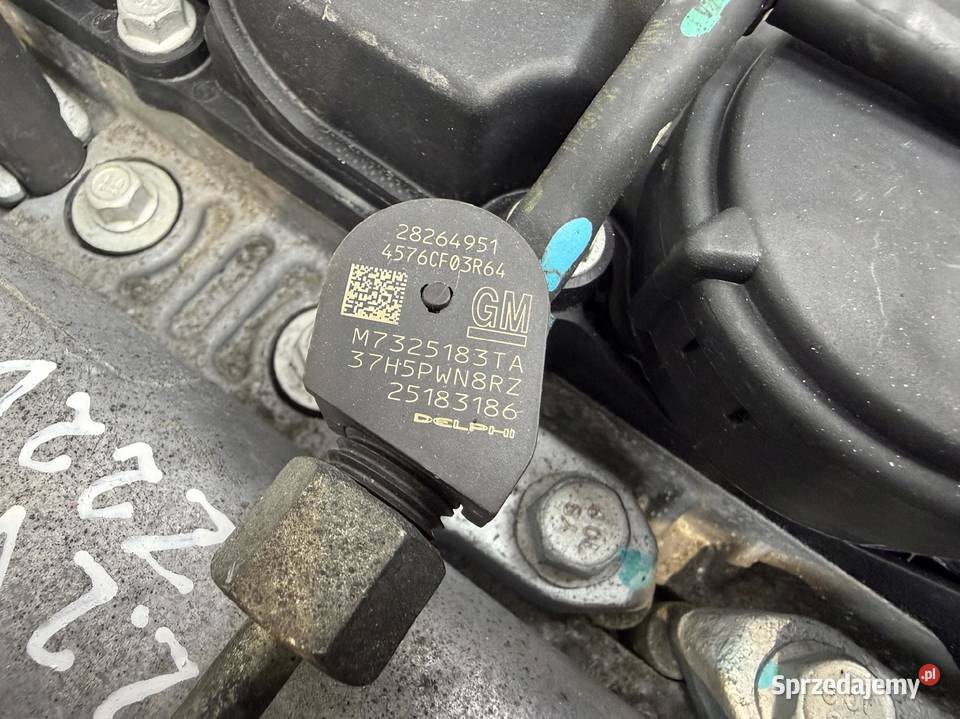 28264951
4576CF03R64
GM
M7325183TA
37H5PWN8RZ
25183186
DELPHI
Sprzedajemy.pl